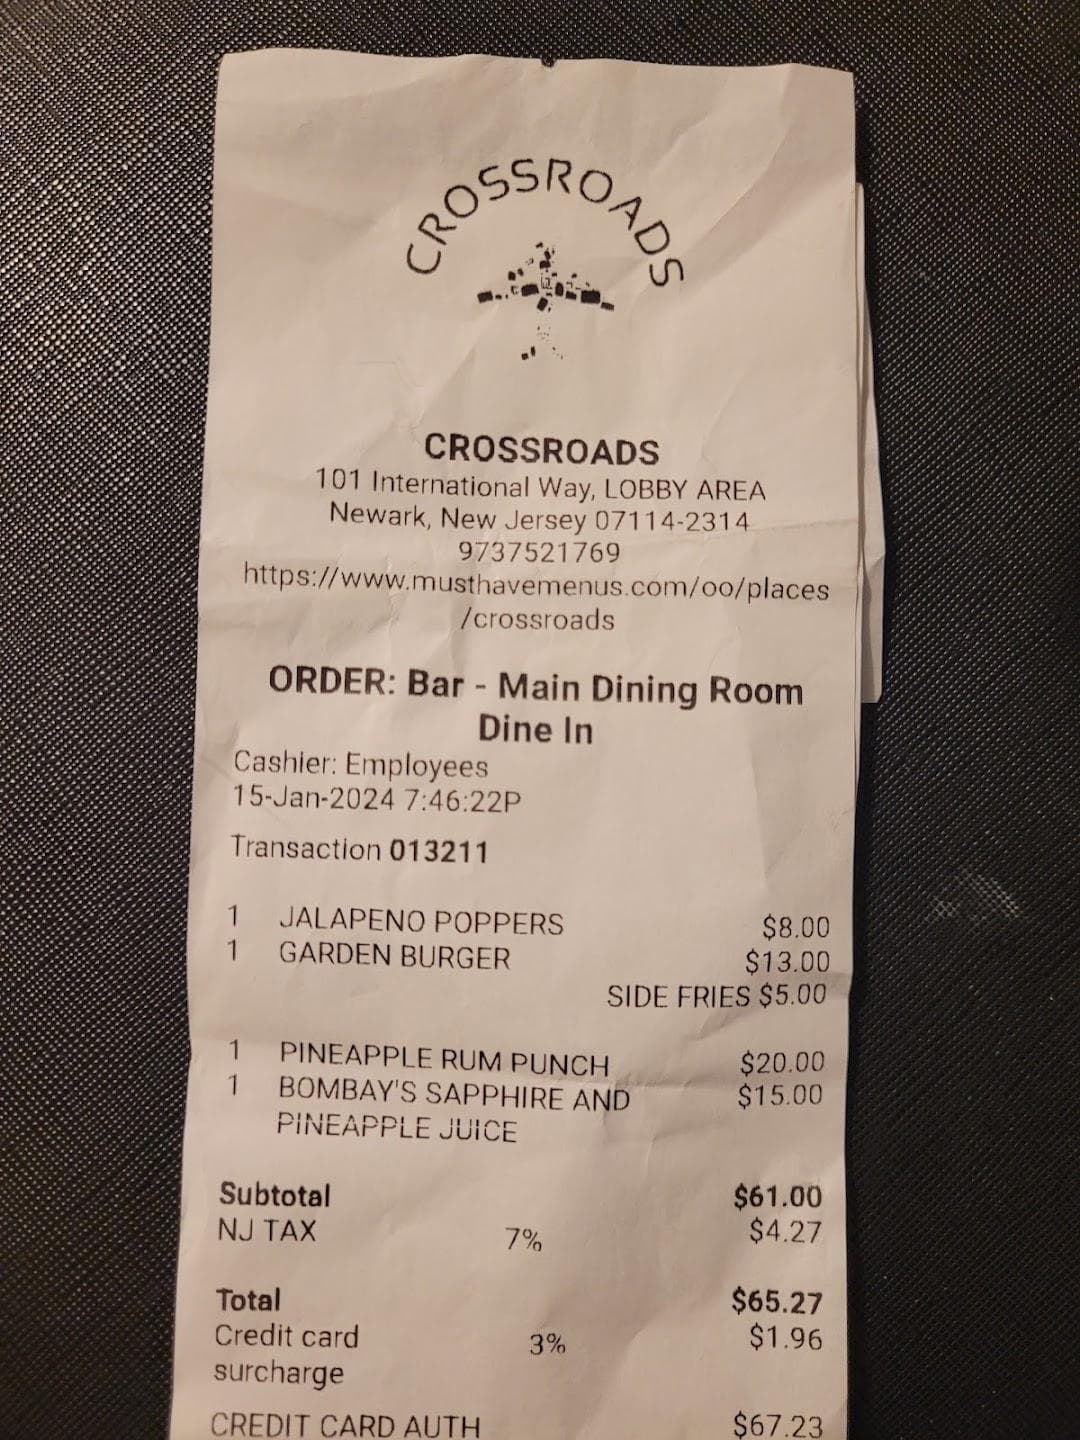 CROSSROADS
CROSSROADS
101 International Way, LOBBY AREA
Newark, New Jersey 07114-2314
9737521769
https://www.musthavemenus.com/oo/places
/crossroads
ORDER: Bar - Main Dining Room
Dine In
Cashier: Employees
15-Jan-2024 7:46:22P
Transaction 013211
1 JALAPENO POPPERS $8.00
1 GARDEN BURGER $13.00
SIDE FRIES $5.00
1 PINEAPPLE RUM PUNCH $20.00
1 BOMBAY'S SAPPHIRE AND $15.00
PINEAPPLE JUICE
Subtotal $61.00
NJ TAX 7% $4.27
Total $65.27
Credit card 3% $1.96
surcharge
CREDIT CARD AUTH $67.23